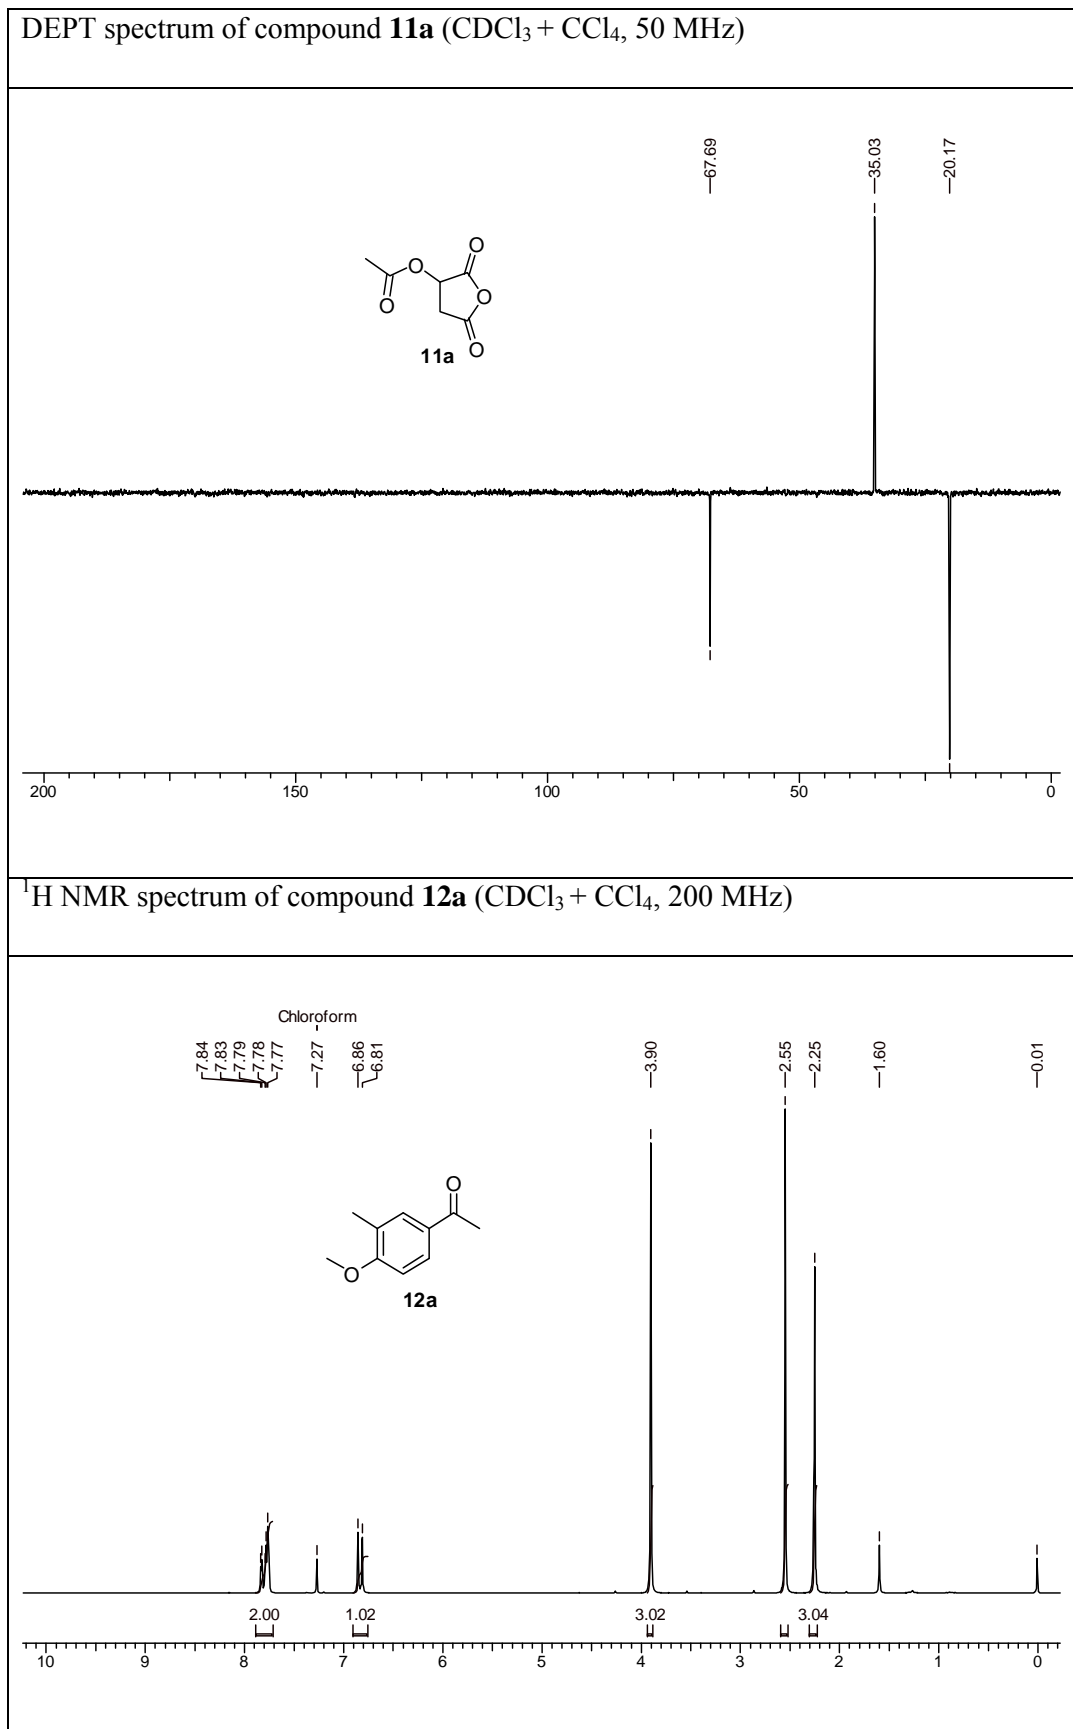 DEPT spectrum of compound 11a (CDCl3 + CCl4, 50 MHz)
67.69
35.03
20.17
O
O
O
O
O
11a
200 150 100 50 0
1H NMR spectrum of compound 12a (CDCl3 + CCl4, 200 MHz)
Chloroform
7.84 7.83 7.79 7.78 7.77 7.27 6.86 6.81 3.90 2.55 2.25 1.60 0.01
O
O
12a
2.00 1.02 3.02 3.04
10 9 8 7 6 5 4 3 2 1 0